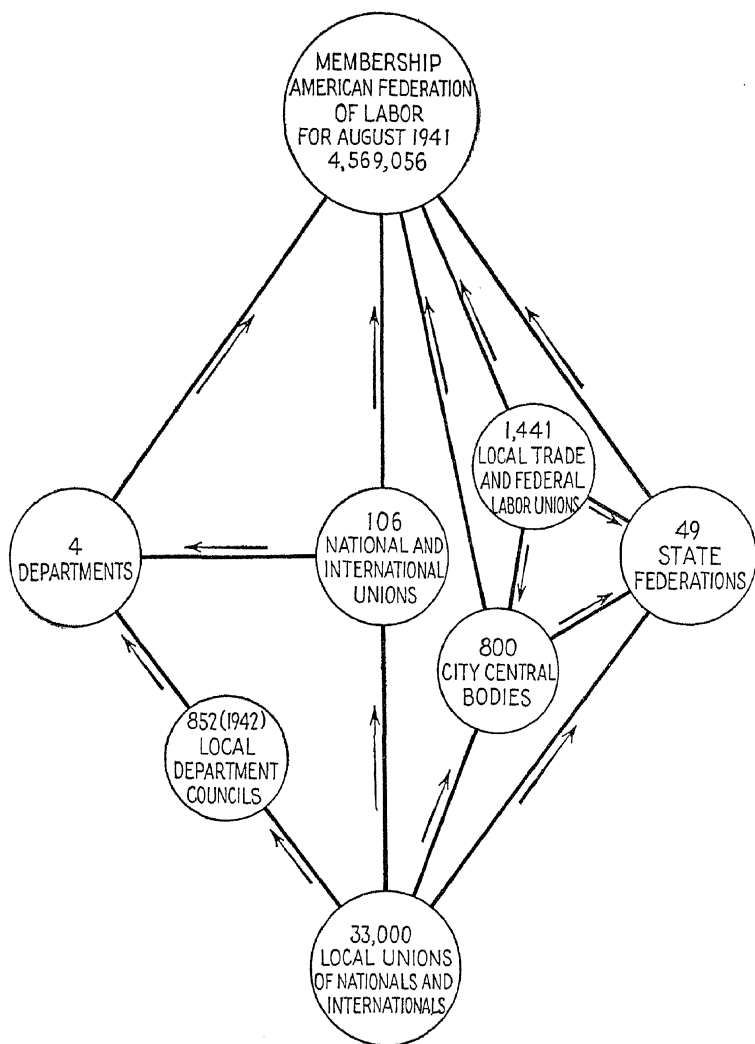 MEMBERSHIP
AMERICAN FEDERATION
OF LABOR
FOR AUGUST 1941
4,569,056
1,441
LOCAL TRADE
AND FEDERAL
LABOR UNIONS
4
DEPARTMENTS
106
NATIONAL AND
INTERNATIONAL
UNIONS
49
STATE
FEDERATIONS
800
CITY CENTRAL
BODIES
852(1942)
LOCAL
DEPARTMENT
COUNCILS
33,000
LOCAL UNIONS
OF NATIONALS AND
INTERNATIONALS